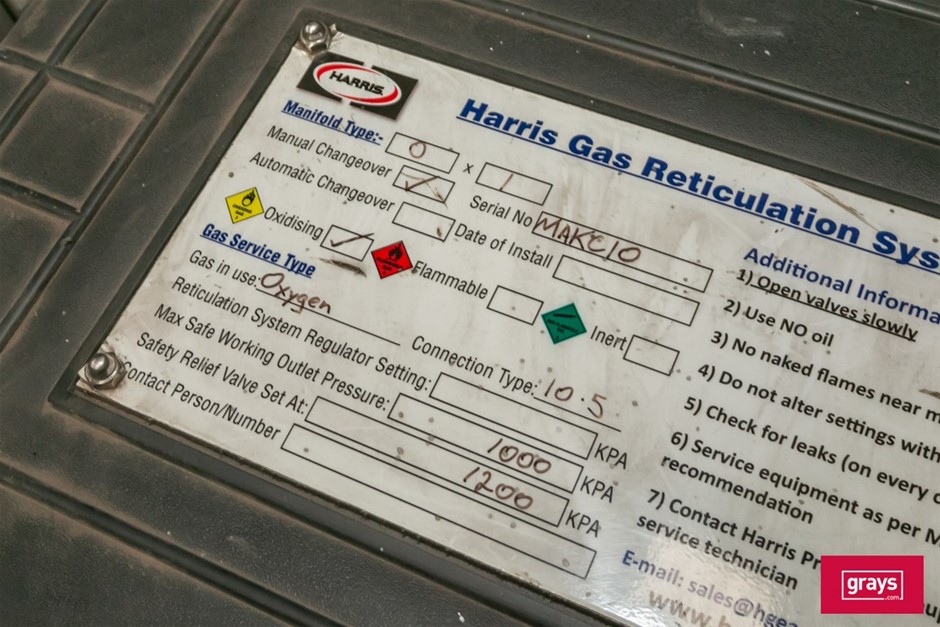 HARRIS
Harris Gas Reticulation Sys
Manifold Type:-
Manual Changeover 0 x 1
Automatic Changeover ✓ Serial No MAKC10
Date of Install
Oxidising ✓ Flammable Inert
Gas Service Type
Gas in use: Oxygen Connection Type: 10.5
Reticulation System Regulator Setting: KPA
Max Safe Working Outlet Pressure: 1000 KPA
Safety Relief Valve Set At: 1200 KPA
Contact Person/Number
Additional Informa
1) Open valves slowly
2) Use NO oil
3) No naked flames near m
4) Do not alter settings with
5) Check for leaks (on every c
6) Service equipment as per M
recommendation
7) Contact Harris Pr
service technician
E-mail: sales@hgea
www.h
grays
.com